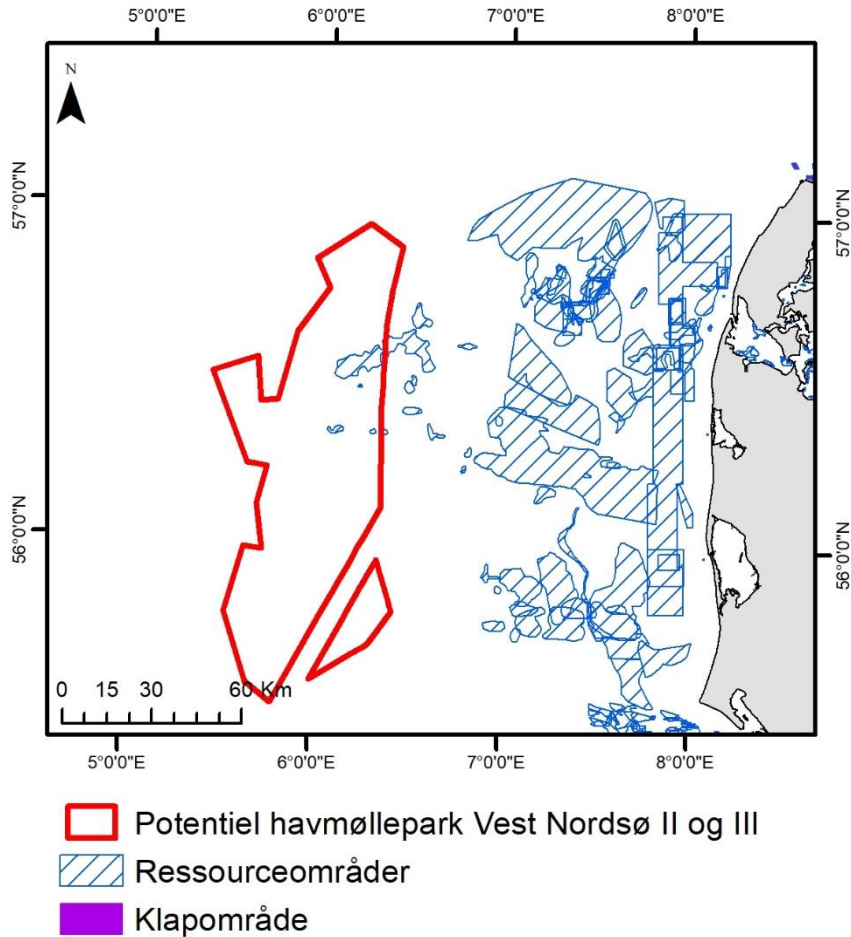 5°0'0"E 6°0'0"E 7°0'0"E 8°0'0"E
N
57°0'0"N 57°0'0"N
56°0'0"N 56°0'0"N
0 15 30 60 Km
5°0'0"E 6°0'0"E 7°0'0"E 8°0'0"E
Potentiel havmøllepark Vest Nordsø II og III
Ressourceområder
Klapområde